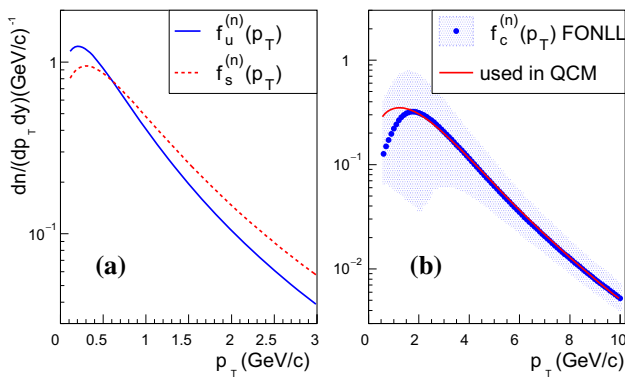 dn/(dp_T dy)(GeV/c)^-1
f_u^(n)(p_T)
f_s^(n)(p_T)
1
10^-1
(a)
0 0.5 1 1.5 2 2.5 3
p_T(GeV/c)
f_c^(n)(p_T) FONLL
used in QCM
1
10^-1
10^-2
(b)
0 2 4 6 8 10
p_T(GeV/c)